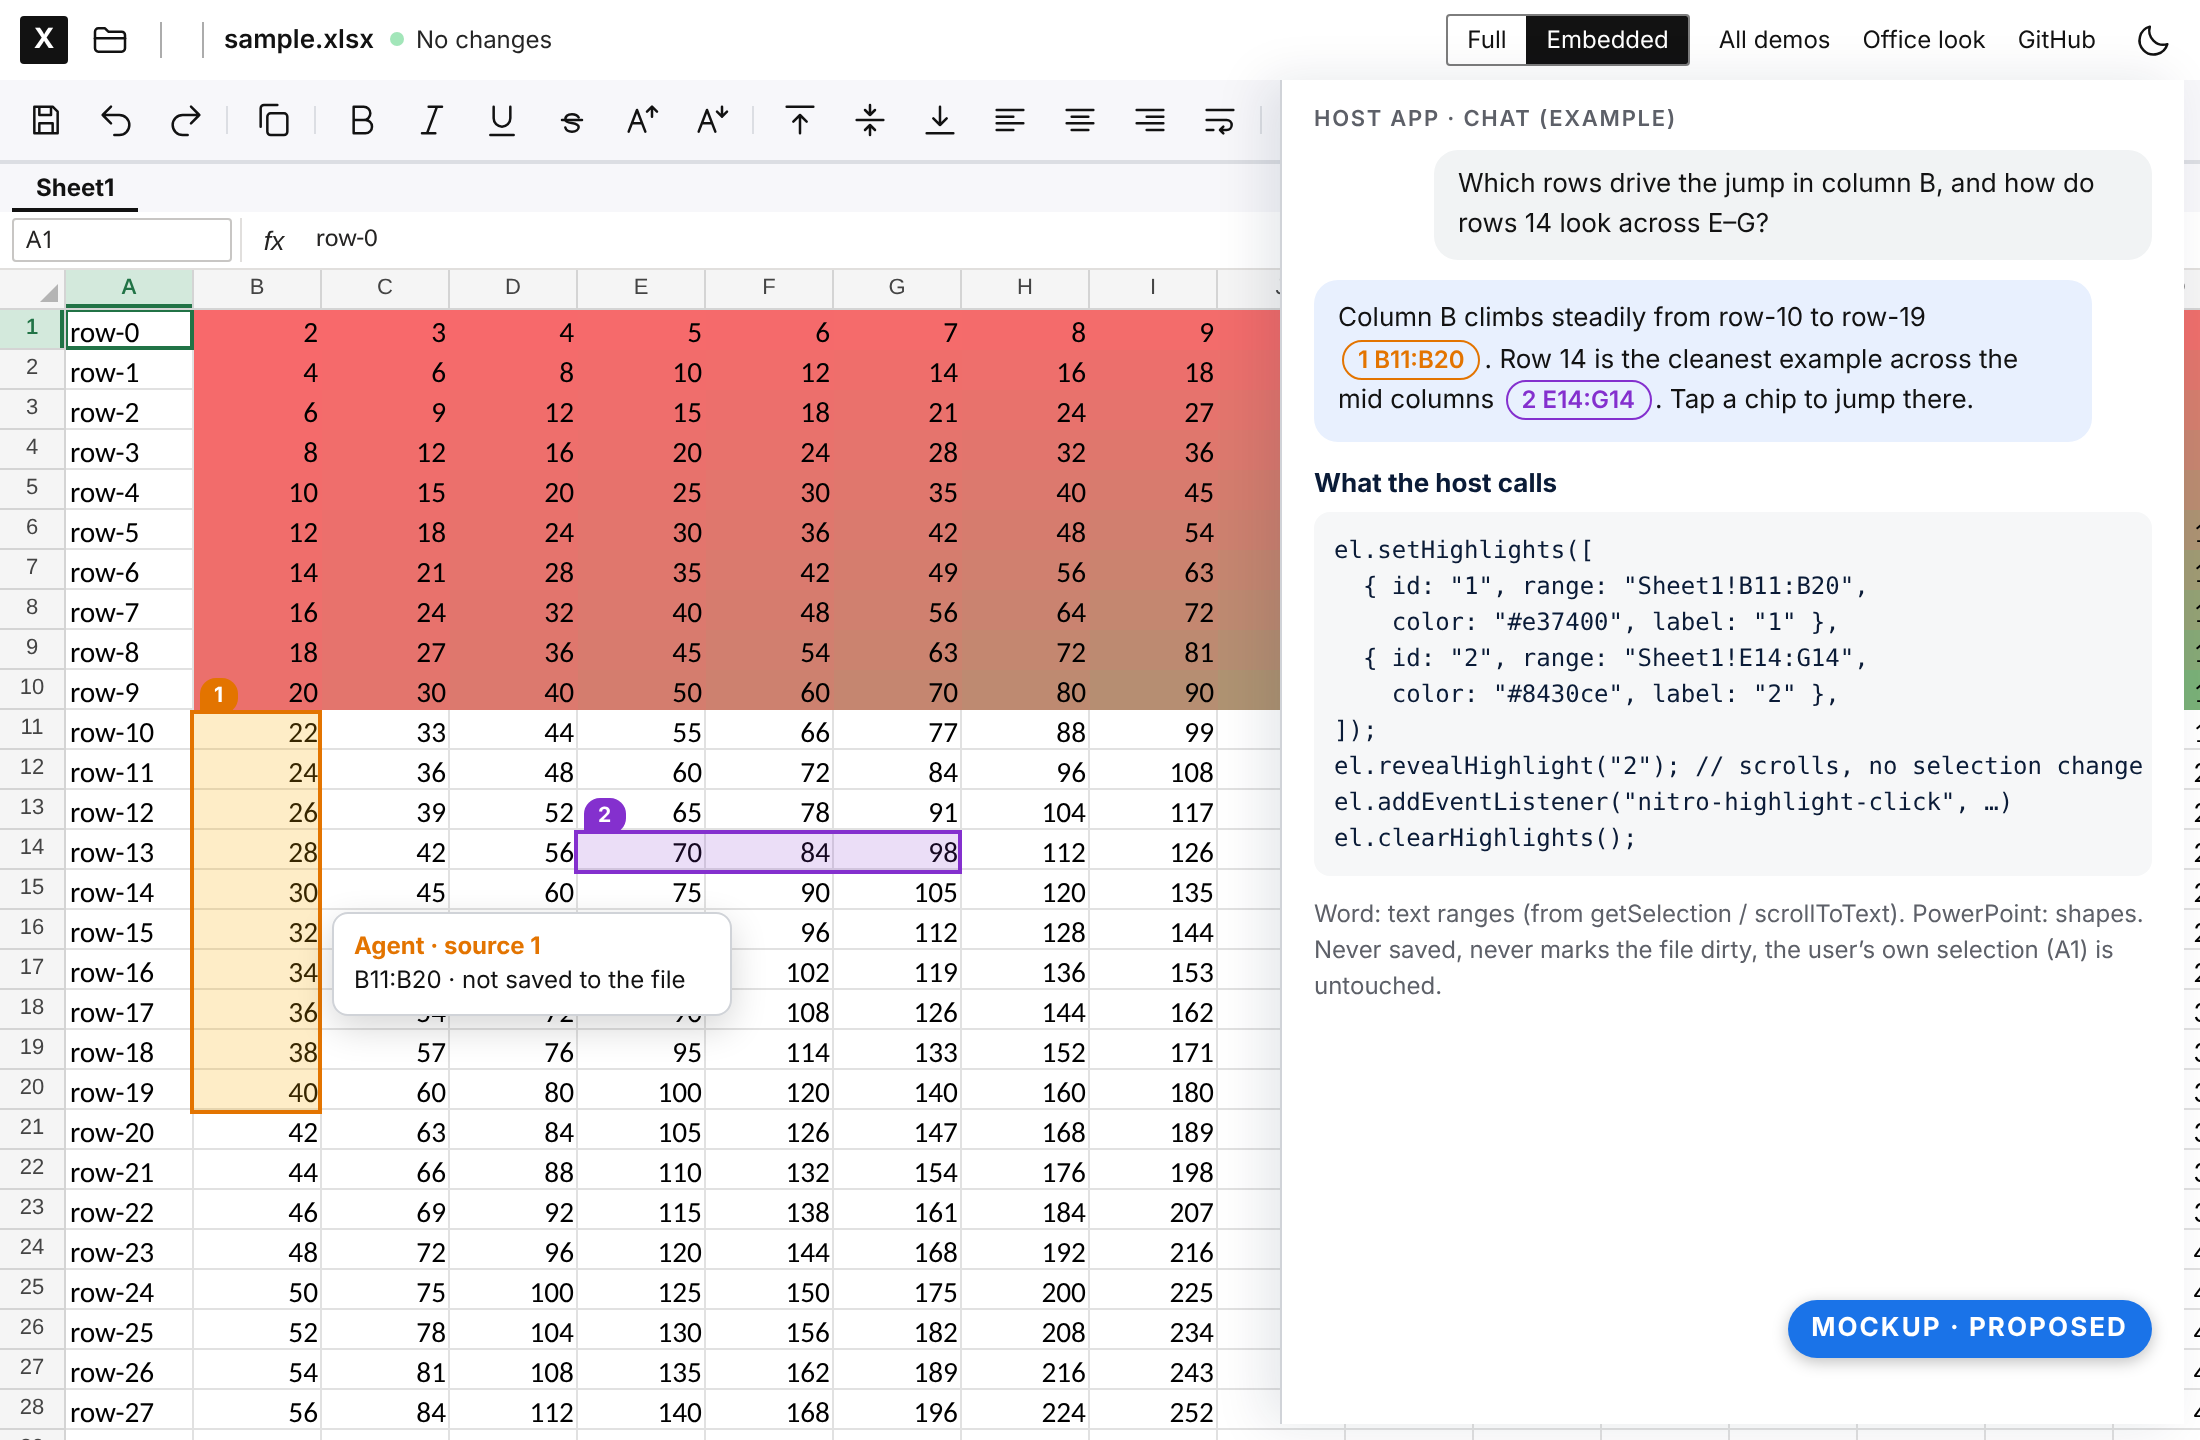 X sample.xlsx No changes Full Embedded All demos Office look GitHub
Sheet1
A1 fx row-0
A B C D E F G H I
1 row-0 2 3 4 5 6 7 8 9
2 row-1 4 6 8 10 12 14 16 18
3 row-2 6 9 12 15 18 21 24 27
4 row-3 8 12 16 20 24 28 32 36
5 row-4 10 15 20 25 30 35 40 45
6 row-5 12 18 24 30 36 42 48 54
7 row-6 14 21 28 35 42 49 56 63
8 row-7 16 24 32 40 48 56 64 72
9 row-8 18 27 36 45 54 63 72 81
10 row-9 1 20 30 40 50 60 70 80 90
11 row-10 22 33 44 55 66 77 88 99
12 row-11 24 36 48 60 72 84 96 108
13 row-12 26 39 52 2 65 78 91 104 117
14 row-13 28 42 56 70 84 98 112 126
15 row-14 30 45 60 75 90 105 120 135
16 row-15 32 96 112 128 144
17 row-16 34 102 119 136 153
18 row-17 36 108 126 144 162
Agent · source 1
B11:B20 · not saved to the file
19 row-18 38 57 76 95 114 133 152 171
20 row-19 40 60 80 100 120 140 160 180
21 row-20 42 63 84 105 126 147 168 189
22 row-21 44 66 88 110 132 154 176 198
23 row-22 46 69 92 115 138 161 184 207
24 row-23 48 72 96 120 144 168 192 216
25 row-24 50 75 100 125 150 175 200 225
26 row-25 52 78 104 130 156 182 208 234
27 row-26 54 81 108 135 162 189 216 243
28 row-27 56 84 112 140 168 196 224 252
HOST APP · CHAT (EXAMPLE)
Which rows drive the jump in column B, and how do
rows 14 look across E–G?
Column B climbs steadily from row-10 to row-19
1 B11:B20 . Row 14 is the cleanest example across the
mid columns 2 E14:G14 . Tap a chip to jump there.
What the host calls
el.setHighlights([
{ id: "1", range: "Sheet1!B11:B20",
color: "#e37400", label: "1" },
{ id: "2", range: "Sheet1!E14:G14",
color: "#8430ce", label: "2" },
]);
el.revealHighlight("2"); // scrolls, no selection change
el.addEventListener("nitro-highlight-click", …)
el.clearHighlights();
Word: text ranges (from getSelection / scrollToText). PowerPoint: shapes.
Never saved, never marks the file dirty, the user’s own selection (A1) is
untouched.
MOCKUP · PROPOSED